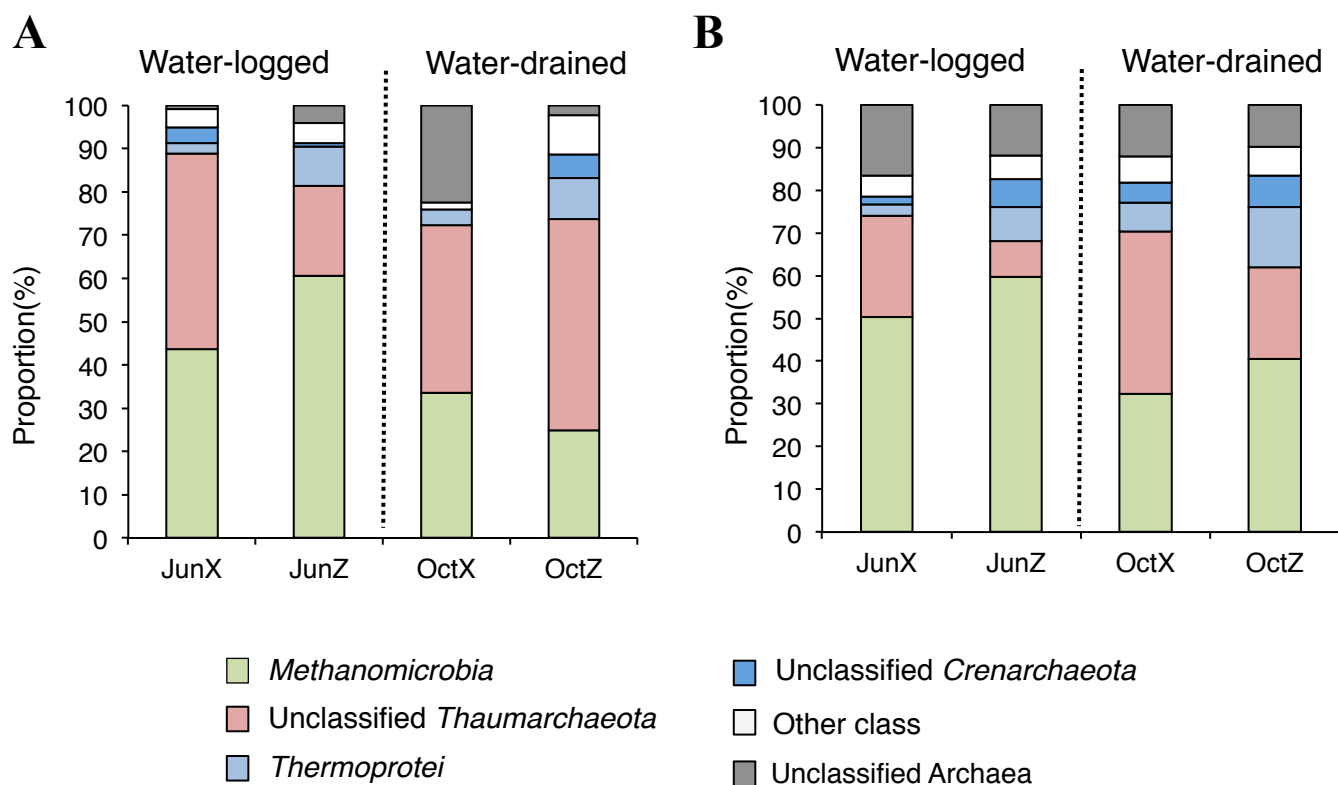 A
Water-logged
Water-drained
100
90
80
70
60
50
40
30
20
10
0
Proportion(%)
JunX
JunZ
OctX
OctZ
B
Water-logged
Water-drained
100
90
80
70
60
50
40
30
20
10
0
Proportion(%)
JunX
JunZ
OctX
OctZ
Methanomicrobia
Unclassified Thaumarchaeota
Thermoprotei
Unclassified Crenarchaeota
Other class
Unclassified Archaea